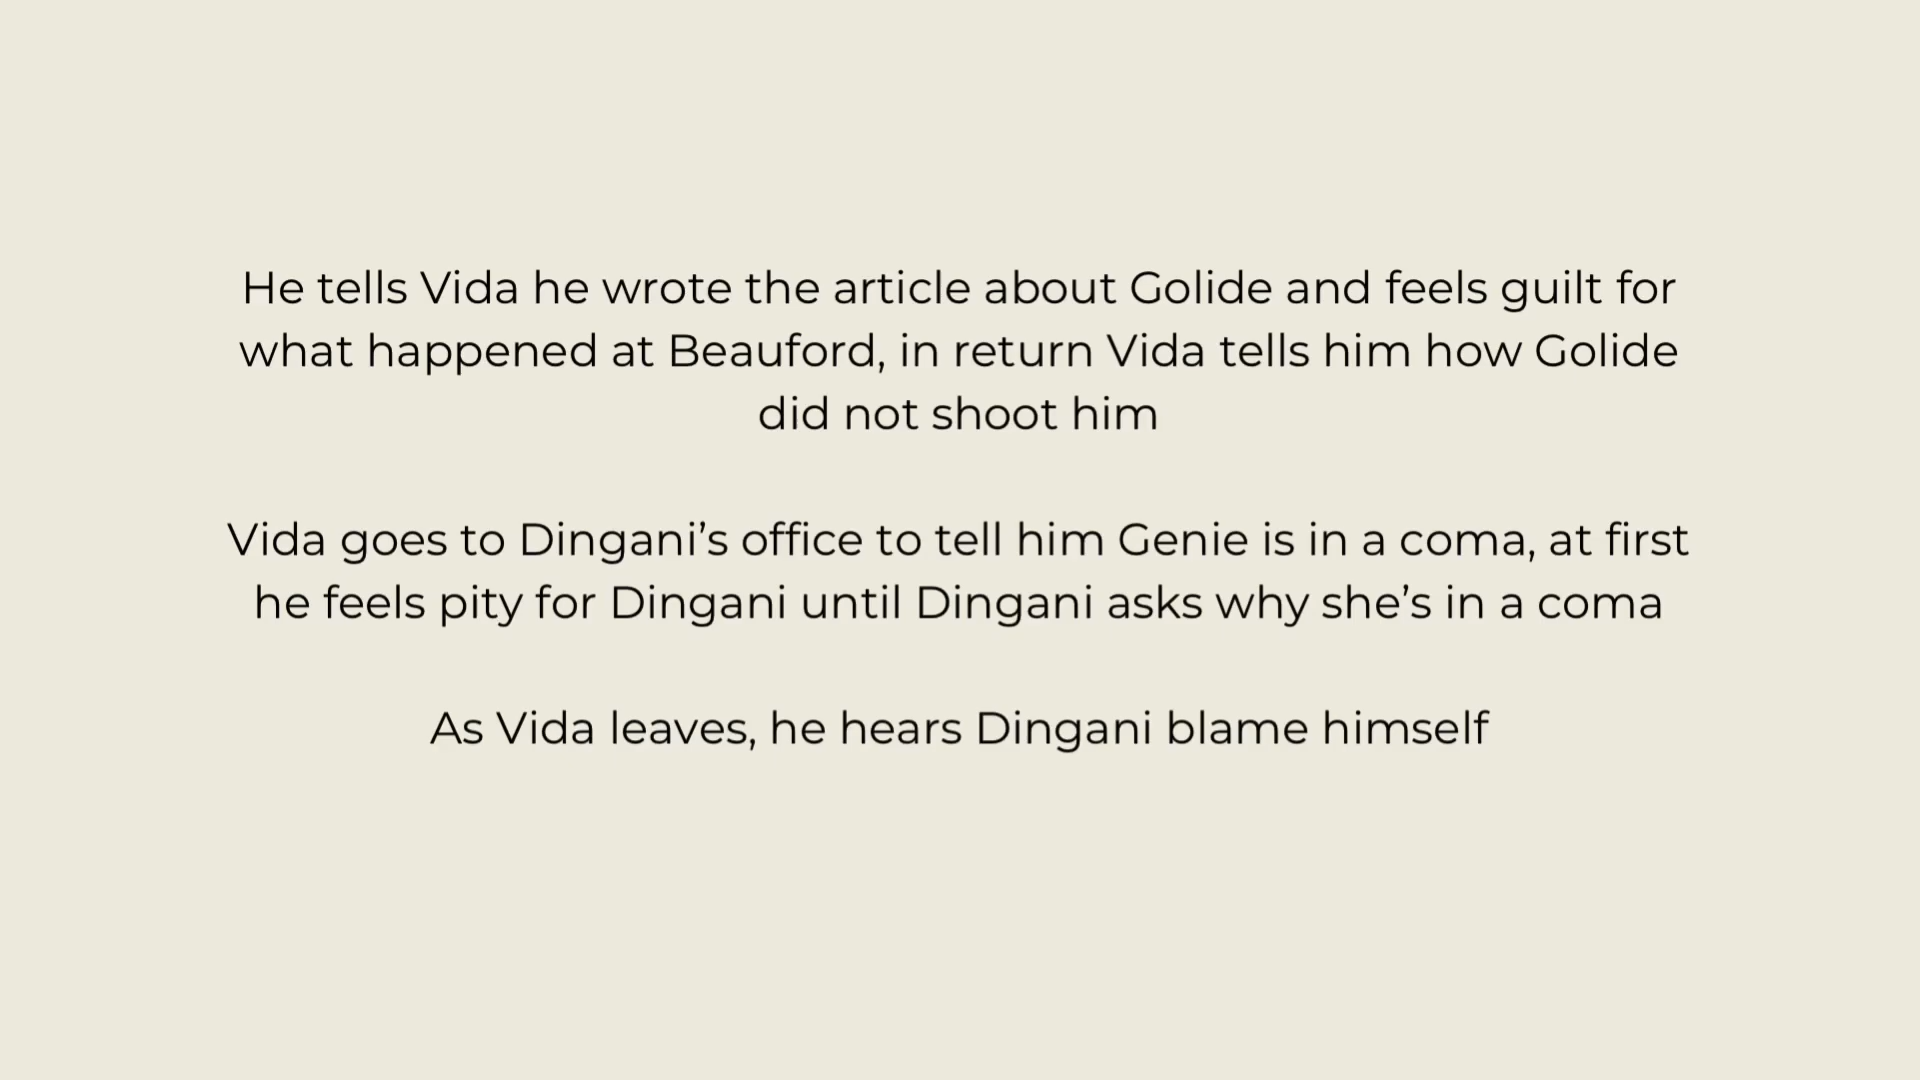 He tells Vida he wrote the article about Golide and feels guilt for
what happened at Beauford, in return Vida tells him how Golide
did not shoot him
Vida goes to Dingani’s office to tell him Genie is in a coma, at first
he feels pity for Dingani until Dingani asks why she’s in a coma
As Vida leaves, he hears Dingani blame himself